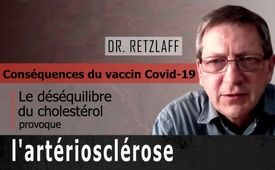 DR. RETZLAFF
Conséquences du vaccin Covid-19
Le déséquilibre
du cholestérol
provoque
l'artériosclérose